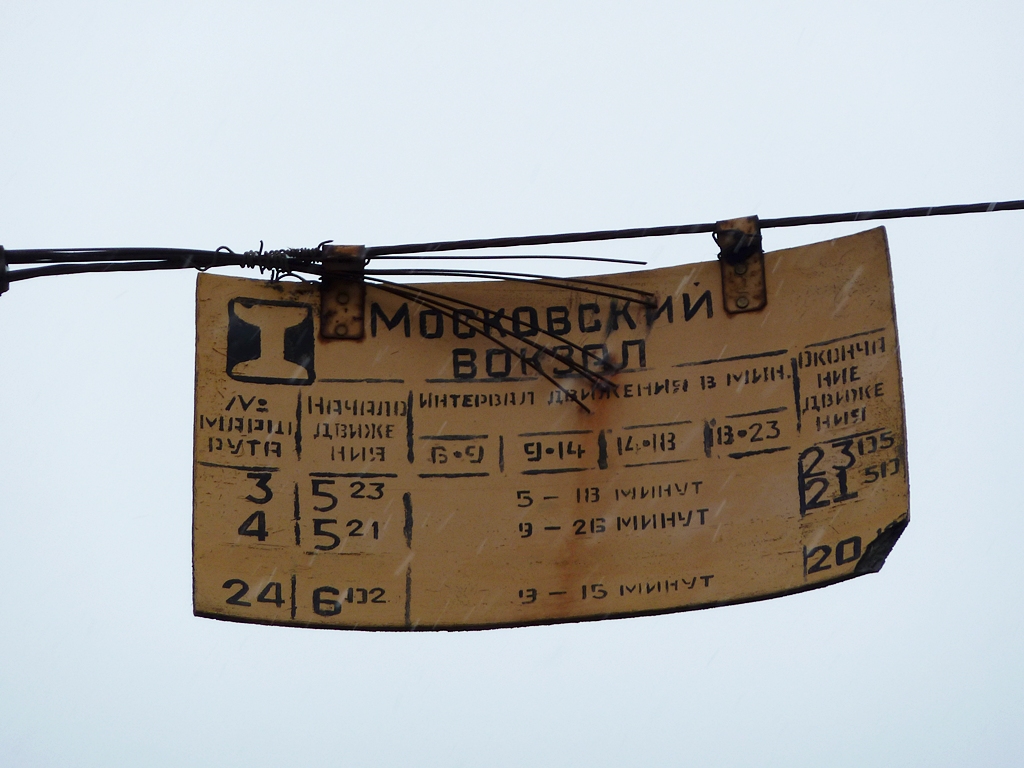 Московский
вокзал
№
маршрута
начало
движе
ния
интервал движения в мин.
6•9 9•14 14•18 18•23
оконча
ние
движе
ния
3 5 23 5 – 18 минут 23 05
4 5 21 9 – 26 минут 21 50
24 6 02 9 – 15 минут 20